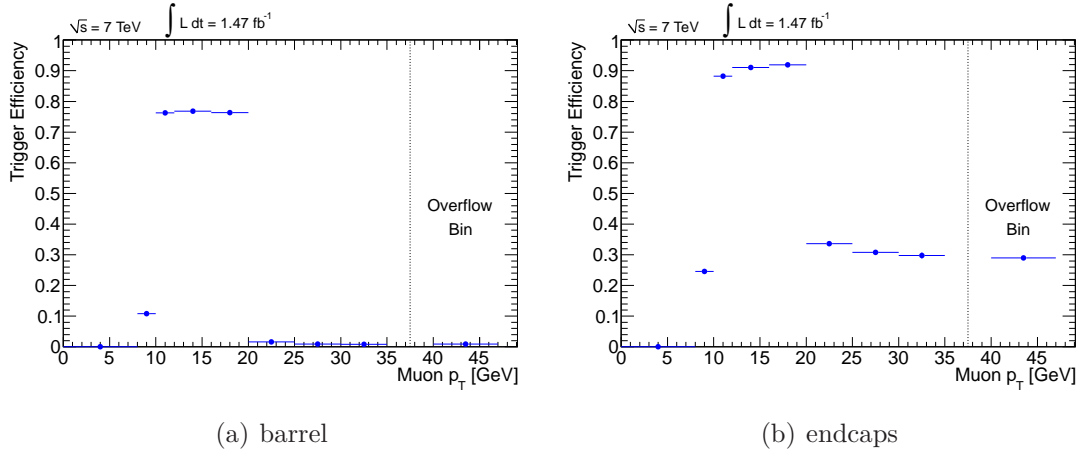 √s = 7 TeV ∫ L dt = 1.47 fb⁻¹
Trigger Efficiency
1
0.9
0.8
0.7
0.6
0.5
0.4
0.3
0.2
0.1
0
Overflow
Bin
0 5 10 15 20 25 30 35 40 45
Muon p_T [GeV]
(a) barrel
√s = 7 TeV ∫ L dt = 1.47 fb⁻¹
Trigger Efficiency
1
0.9
0.8
0.7
0.6
0.5
0.4
0.3
0.2
0.1
0
Overflow
Bin
0 5 10 15 20 25 30 35 40 45
Muon p_T [GeV]
(b) endcaps